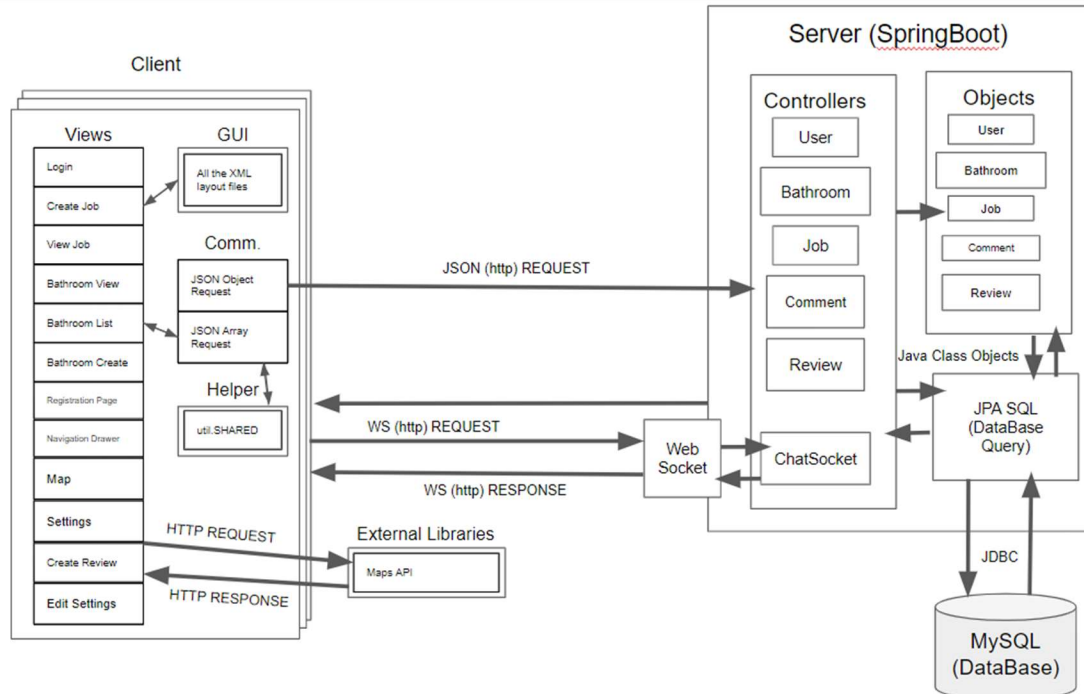 Client
Views
Login
Create Job
View Job
Bathroom View
Bathroom List
Bathroom Create
Registration Page
Navigation Drawer
Map
Settings
Create Review
Edit Settings
GUI
All the XML
layout files
Comm.
JSON Object
Request
JSON Array
Request
Helper
util.SHARED
HTTP REQUEST
HTTP RESPONSE
External Libraries
Maps API
JSON (http) REQUEST
WS (http) REQUEST
WS (http) RESPONSE
Web
Socket
Server (SpringBoot)
Controllers
User
Bathroom
Job
Comment
Review
ChatSocket
Objects
User
Bathroom
Job
Comment
Review
Java Class Objects
JPA SQL
(DataBase
Query)
JDBC
MySQL
(DataBase)